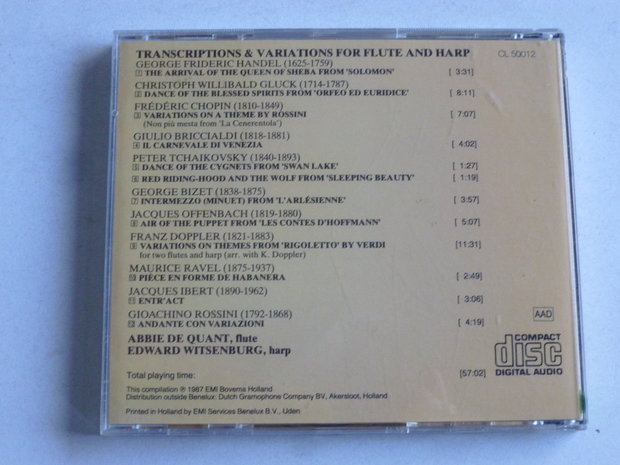 TRANSCRIPTIONS & VARIATIONS FOR FLUTE AND HARP CL 50012
GEORGE FRIDERIC HANDEL (1625-1759)
1 THE ARRIVAL OF THE QUEEN OF SHEBA FROM 'SOLOMON' [ 3:31]
CHRISTOPH WILLIBALD GLUCK (1714-1787)
2 DANCE OF THE BLESSED SPIRITS FROM 'ORFEO ED EURIDICE' [ 8:11]
FRÉDÉRIC CHOPIN (1810-1849)
3 VARIATIONS ON A THEME BY ROSSINI [ 7:07]
(Non più mesta from 'La Cenerentola')
GIULIO BRICCIALDI (1818-1881)
4 IL CARNEVALE DI VENEZIA [ 4:02]
PETER TCHAIKOVSKY (1840-1893)
5 DANCE OF THE CYGNETS FROM 'SWAN LAKE' [ 1:27]
6 RED RIDING-HOOD AND THE WOLF FROM 'SLEEPING BEAUTY' [ 1:19]
GEORGE BIZET (1838-1875)
7 INTERMEZZO (MINUET) FROM 'L'ARLÉSIENNE' [ 3:57]
JACQUES OFFENBACH (1819-1880)
8 AIR OF THE PUPPET FROM 'LES CONTES D'HOFFMANN' [ 5:07]
FRANZ DOPPLER (1821-1883)
9 VARIATIONS ON THEMES FROM 'RIGOLETTO' BY VERDI [11:31]
for two flutes and harp (arr. with K. Doppler)
MAURICE RAVEL (1875-1937)
10 PIÈCE EN FORME DE HABANERA [ 2:49]
JACQUES IBERT (1890-1962)
11 ENTR'ACT [ 3:06]
GIOACHINO ROSSINI (1792-1868)
12 ANDANTE CON VARIAZIONI [ 4:19]
AAD
ABBIE DE QUANT, flute
EDWARD WITSENBURG, harp
COMPACT
disc
DIGITAL AUDIO
Total playing time: [57:02]
This compilation ℗ 1987 EMI Bovema Holland
Distribution outside Benelux: Dutch Gramophone Company BV, Akersloot, Holland
Printed in Holland by EMI Services Benelux B.V., Uden